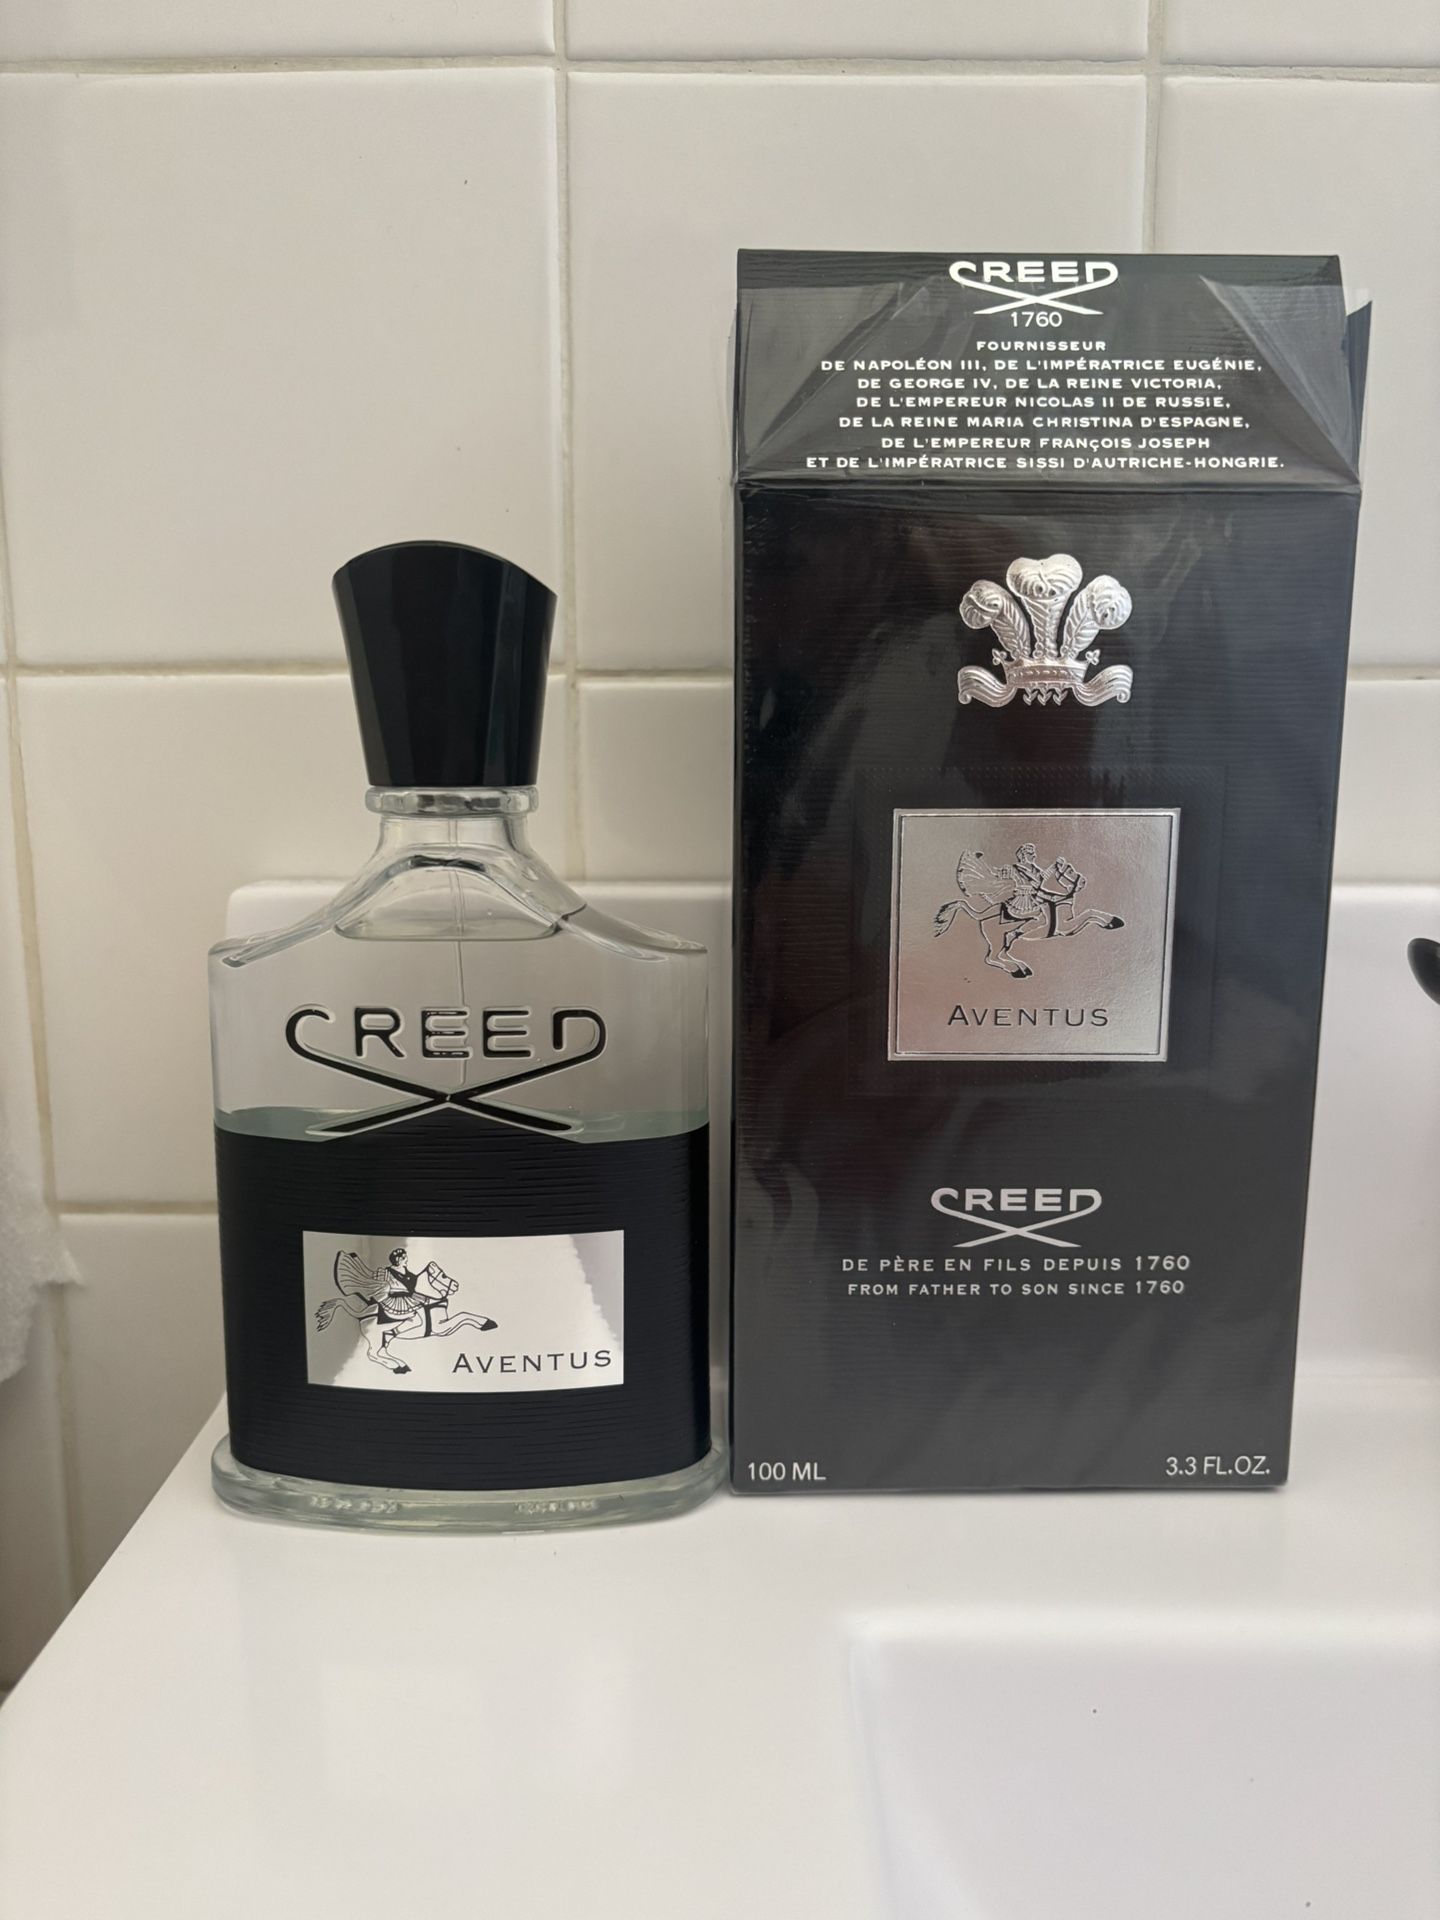 CREED
1760
FOURNISSEUR
DE NAPOLÉON III, DE L'IMPÉRATRICE EUGÉNIE,
DE GEORGE IV, DE LA REINE VICTORIA,
DE L'EMPEREUR NICOLAS II DE RUSSIE,
DE LA REINE MARIA CHRISTINA D'ESPAGNE,
DE L'EMPEREUR FRANÇOIS JOSEPH
ET DE L'IMPÉRATRICE SISSI D'AUTRICHE-HONGRIE.
AVENTUS
CREED
DE PÈRE EN FILS DEPUIS 1760
FROM FATHER TO SON SINCE 1760
100 ML
3.3 FL.OZ.
CREED
AVENTUS